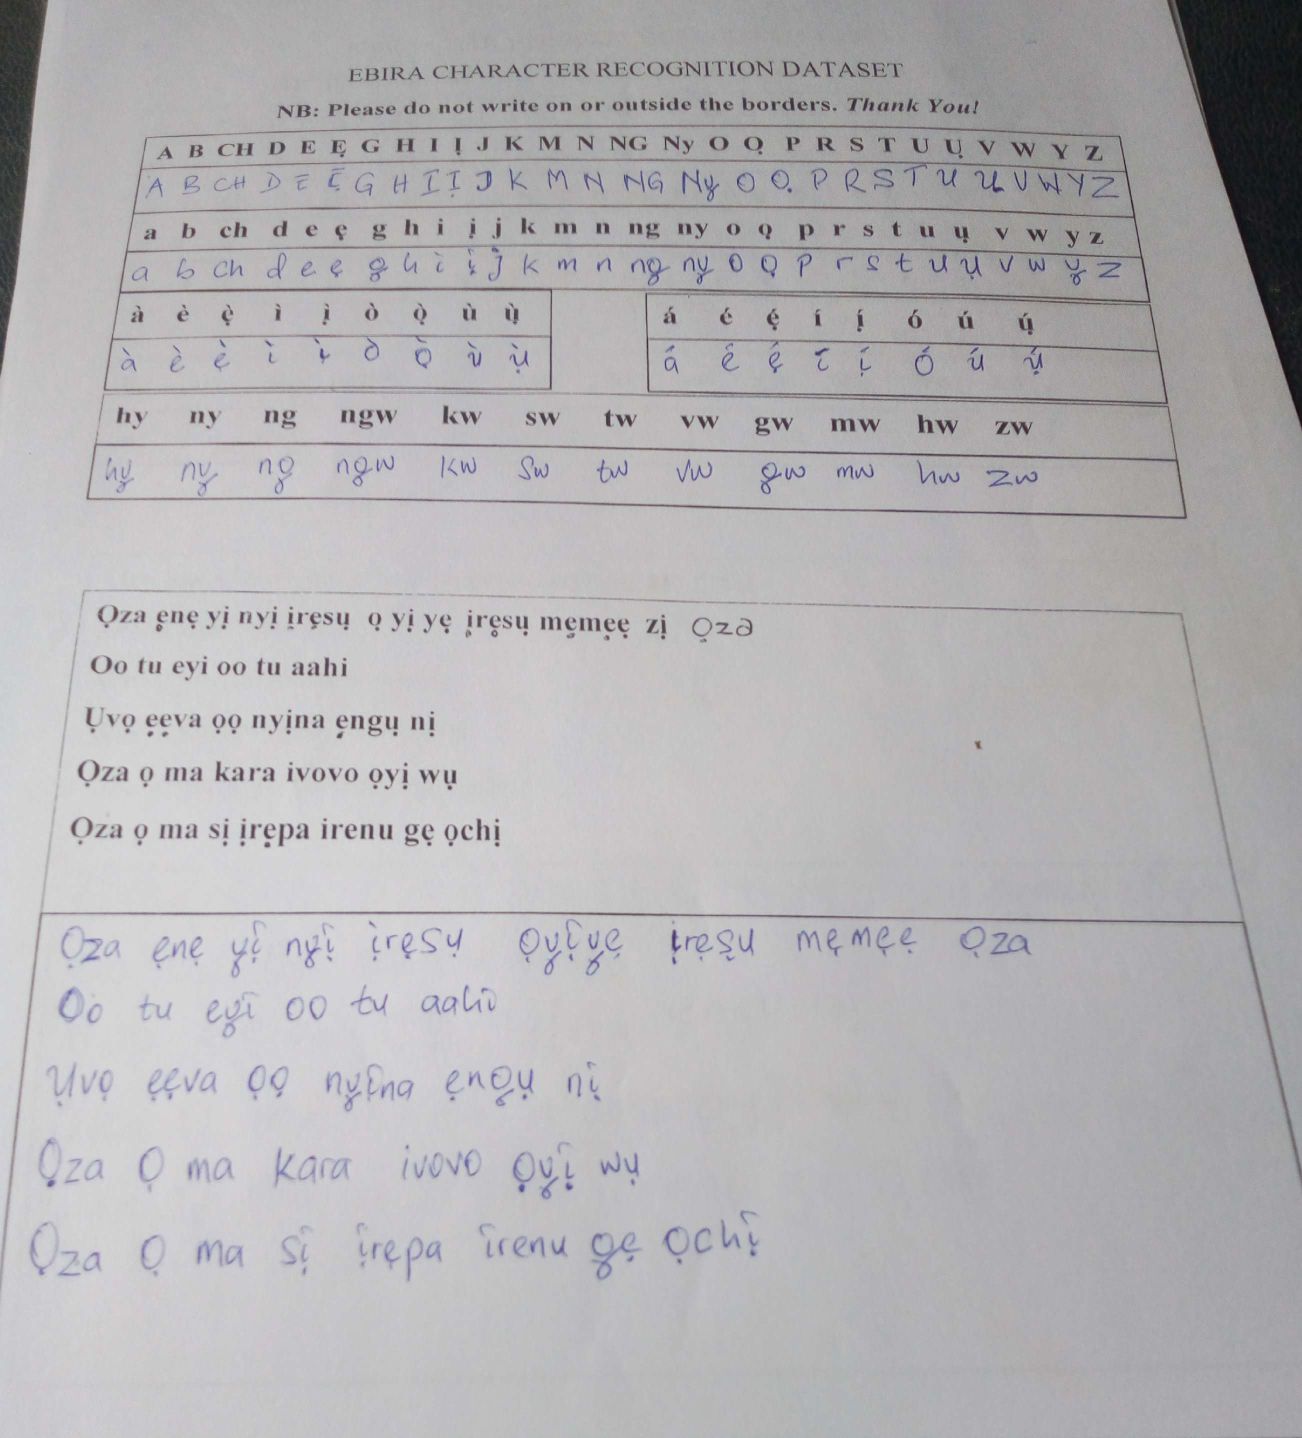 EBIRA CHARACTER RECOGNITION DATASET
NB: Please do not write on or outside the borders. Thank You!
A B CH D E Ẹ G H I Ị J K M N NG Ny O Ọ P R S T U Ụ V W Y Z
A B CH D E Ẹ G H I Ị J K M N NG Ny O Ọ P R S T U Ụ V W Y Z
a b ch d e ẹ g h i ị j k m n ng ny o ọ p r s t u ụ v w y z
a b ch d e ẹ g h i ị j k m n ng ny o ọ p r s t u ụ v w y z
à è ẹ̀ ì ị̀ ò ọ̀ ù ụ̀ á é ẹ́ í ị́ ó ú ụ́
à è ẹ̀ ì ị̀ ò ọ̀ ù ụ̀ á é ẹ́ í ị́ ó ú ụ́
hy ny ng ngw kw sw tw vw gw mw hw zw
hy ny ng ngw kw sw tw vw gw mw hw zw
Ọza ẹnẹ yị nyị ịrẹsụ ọ yị yẹ ịrẹsụ mẹmẹẹ zị Ọza
Oo tu eyi oo tu aahi
Ụvọ ẹẹva ọọ nyịna ẹngụ nị
Ọza ọ ma kara ivovo ọyị wụ
Ọza ọ ma sị ịrẹpa irenu gẹ ọchị
Ọza ẹnẹ yị nyị ịrẹsụ ọyịyẹ ịrẹsụ mẹmẹẹ Ọza
Oo tu eyi oo tu aahi
Ụvọ ẹẹva ọọ nyịna ẹngụ nị
Ọza Ọ ma kara ivovo ọyị wụ
Ọza Ọ ma sị ịrẹpa irenu gẹ ọchị